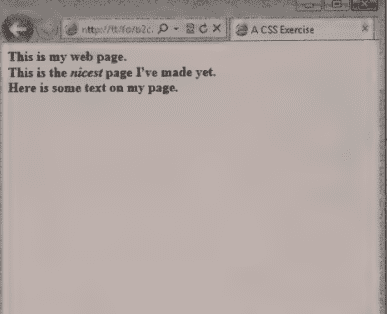 A CSS Exercise
This is my web page.
This is the nicest page I've made yet.
Here is some text on my page.